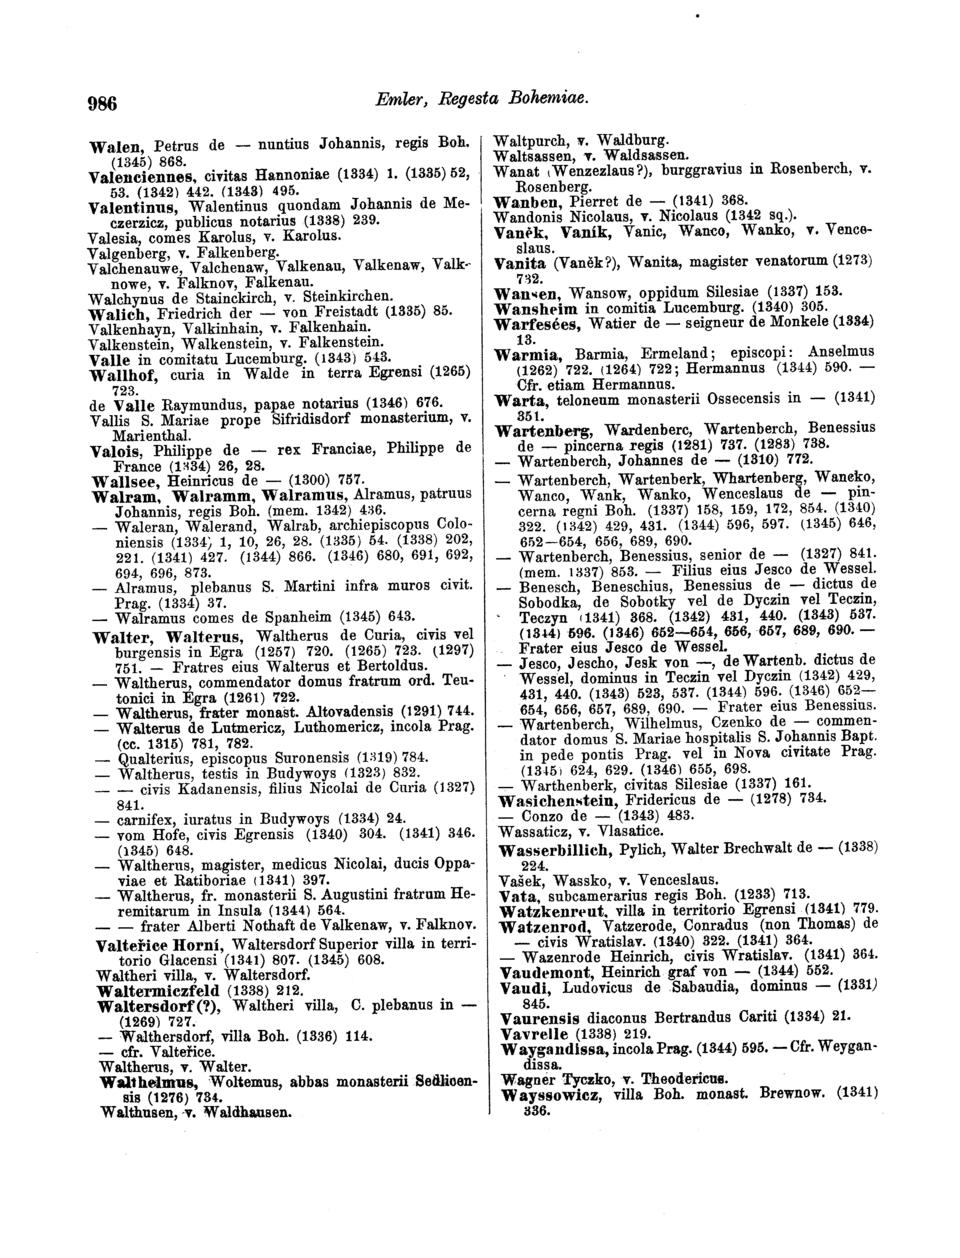 986
Emler, Regesta Bohemiae.
Walen, Petrus de — nuntius Johannis, regis Boh.
(1345) 868.
Valenciennes, civitas Hannoniae (1334) 1. (1335) 52,
53. (1342) 442. (1343) 495.
Valentinus, Walentinus quondam Johannis de Me-
czerzicz, publicus notarius (1338) 239.
Valesia, comes Karolus, v. Karolus.
Valgenberg, v. Falkenberg.
Valchenauwe, Valchenaw, Valkenau, Valkenaw, Valk-
nowe, v. Falknov, Falkenau.
Walchynus de Stainckirch, v. Steinkirchen.
Walich, Friedrich der — von Freistadt (1335) 85.
Valkenhayn, Valkinhain, v. Falkenhain.
Valkenstein, Walkenstein, v. Falkenstein.
Valle in comitatu Lucemburg. (1343) 543.
Wallhof, curia in Walde in terra Egrensi (1265)
723.
de Valle Raymundus, papae notarius (1346) 676.
Vallis S. Mariae prope Sifridisdorf monasterium, v.
Marienthal.
Valois, Philippe de — rex Franciae, Philippe de
France (1334) 26, 28.
Wallsee, Heinricus de — (1300) 757.
Walram, Walramm, Walramus, Alramus, patruus
Johannis, regis Boh. (mem. 1342) 436.
— Waleran, Walerand, Walrab, archiepiscopus Colo-
niensis (1334) 1, 10, 26, 28. (1335) 54. (1338) 202,
221. (1341) 427. (1344) 866. (1346) 680, 691, 692,
694, 696, 873.
— Alramus, plebanus S. Martini infra muros civit.
Prag. (1334) 37.
— Walramus comes de Spanheim (1345) 643.
Walter, Walterus, Waltherus de Curia, civis vel
burgensis in Egra (1257) 720. (1265) 723. (1297)
751. — Fratres eius Walterus et Bertoldus.
— Waltherus, commendator domus fratrum ord. Teu-
tonici in Egra (1261) 722.
— Waltherus, frater monast. Altovadensis (1291) 744.
— Walterus de Lutmericz, Luthomericz, incola Prag.
(cc. 1315) 781, 782.
— Qualterius, episcopus Suronensis (1319) 784.
— Waltherus, testis in Budywoys (1323) 832.
— — civis Kadanensis, filius Nicolai de Curia (1327)
841.
— carnifex, iuratus in Budywoys (1334) 24.
— vom Hofe, civis Egrensis (1340) 304. (1341) 346.
(1345) 648.
— Waltherus, magister, medicus Nicolai, ducis Oppa-
viae et Ratiboriae (1341) 397.
— Waltherus, fr. monasterii S. Augustini fratrum He-
remitarum in Insula (1344) 564.
— — frater Alberti Nothaft de Valkenaw, v. Falknov.
Valteřice Horní, Waltersdorf Superior villa in terri-
torio Glacensi (1341) 807. (1345) 608.
Waltheri villa, v. Waltersdorf.
Waltermiczfeld (1338) 212.
Waltersdorf(?), Waltheri villa, C. plebanus in —
(1269) 727.
— Walthersdorf, villa Boh. (1336) 114.
— cfr. Valteřice.
Waltherus, v. Walter.
Walthelmus, Woltemus, abbas monasterii Sedlicen-
sis (1276) 734.
Walthusen, v. Waldhausen.
Waltpurch, v. Waldburg.
Waltsassen, v. Waldsassen.
Wanat (Wenzezlaus?), burggravius in Rosenberch, v.
Rosenberg.
Wanben, Pierret de — (1341) 368.
Wandonis Nicolaus, v. Nicolaus (1342 sq.).
Vaněk, Vaník, Vanic, Wanco, Wanko, v. Vence-
slaus.
Vanita (Vaněk?), Wanita, magister venatorum (1273)
732.
Wansen, Wansow, oppidum Silesiae (1337) 153.
Wansheim in comitia Lucemburg. (1340) 305.
Warfesées, Watier de — seigneur de Monkele (1334)
13.
Warmia, Barmia, Ermeland; episcopi: Anselmus
(1262) 722. (1264) 722; Hermannus (1344) 590. —
Cfr. etiam Hermannus.
Warta, teloneum monasterii Ossecensis in — (1341)
351.
Wartenberg, Wardenberc, Wartenberch, Benessius
de — pincerna regis (1281) 737. (1283) 738.
— Wartenberch, Johannes de — (1310) 772.
— Wartenberch, Wartenberk, Whartenberg, Waneko,
Wanco, Wank, Wanko, Wenceslaus de — pin-
cerna regni Boh. (1337) 158, 159, 172, 854. (1340)
322. (1342) 429, 431. (1344) 596, 597. (1345) 646,
652—654, 656, 689, 690.
— Wartenberch, Benessius, senior de — (1327) 841.
(mem. 1337) 853. — Filius eius Jesco de Wessel.
— Benesch, Beneschius, Benessius de — dictus de
Sobodka, de Sobotky vel de Dyczin vel Teczin,
Teczyn (1341) 368. (1342) 431, 440. (1343) 537.
(1344) 596. (1346) 652—654, 656, 657, 689, 690. —
Frater eius Jesco de Wessel.
— Jesco, Jescho, Jesk von —, de Wartenb. dictus de
Wessel, dominus in Teczin vel Dyczin (1342) 429,
431, 440. (1343) 523, 537. (1344) 596. (1346) 652—
654, 656, 657, 689, 690. — Frater eius Benessius.
— Wartenberch, Wilhelmus, Czenko de — commen-
dator domus S. Mariae hospitalis S. Johannis Bapt.
in pede pontis Prag. vel in Nova civitate Prag.
(1345) 624, 629. (1346) 655, 698.
— Warthenberk, civitas Silesiae (1337) 161.
Wasichenstein, Fridericus de — (1278) 734.
— Conzo de — (1343) 483.
Wassaticz, v. Vlasatice.
Wasserbillich, Pylich, Walter Brechwalt de — (1338)
224.
Vašek, Wassko, v. Venceslaus.
Vata, subcamerarius regis Boh. (1233) 713.
Watzkenreut, villa in territorio Egrensi (1341) 779.
Watzenrod, Vatzerode, Conradus (non Thomas) de
— civis Wratislav. (1340) 322. (1341) 364.
— Wazenrode Heinrich, civis Wratislav. (1341) 364.
Vaudemont, Heinrich graf von — (1344) 552.
Vaudi, Ludovicus de Sabaudia, dominus — (1331)
845.
Vaurensis diaconus Bertrandus Cariti (1334) 21.
Vavrelle (1338) 219.
Waygandissa, incola Prag. (1344) 595. — Cfr. Weygan-
dissa.
Wagner Tyczko, v. Theodericus.
Wayssowicz, villa Boh. monast. Brewnow. (1341)
336.